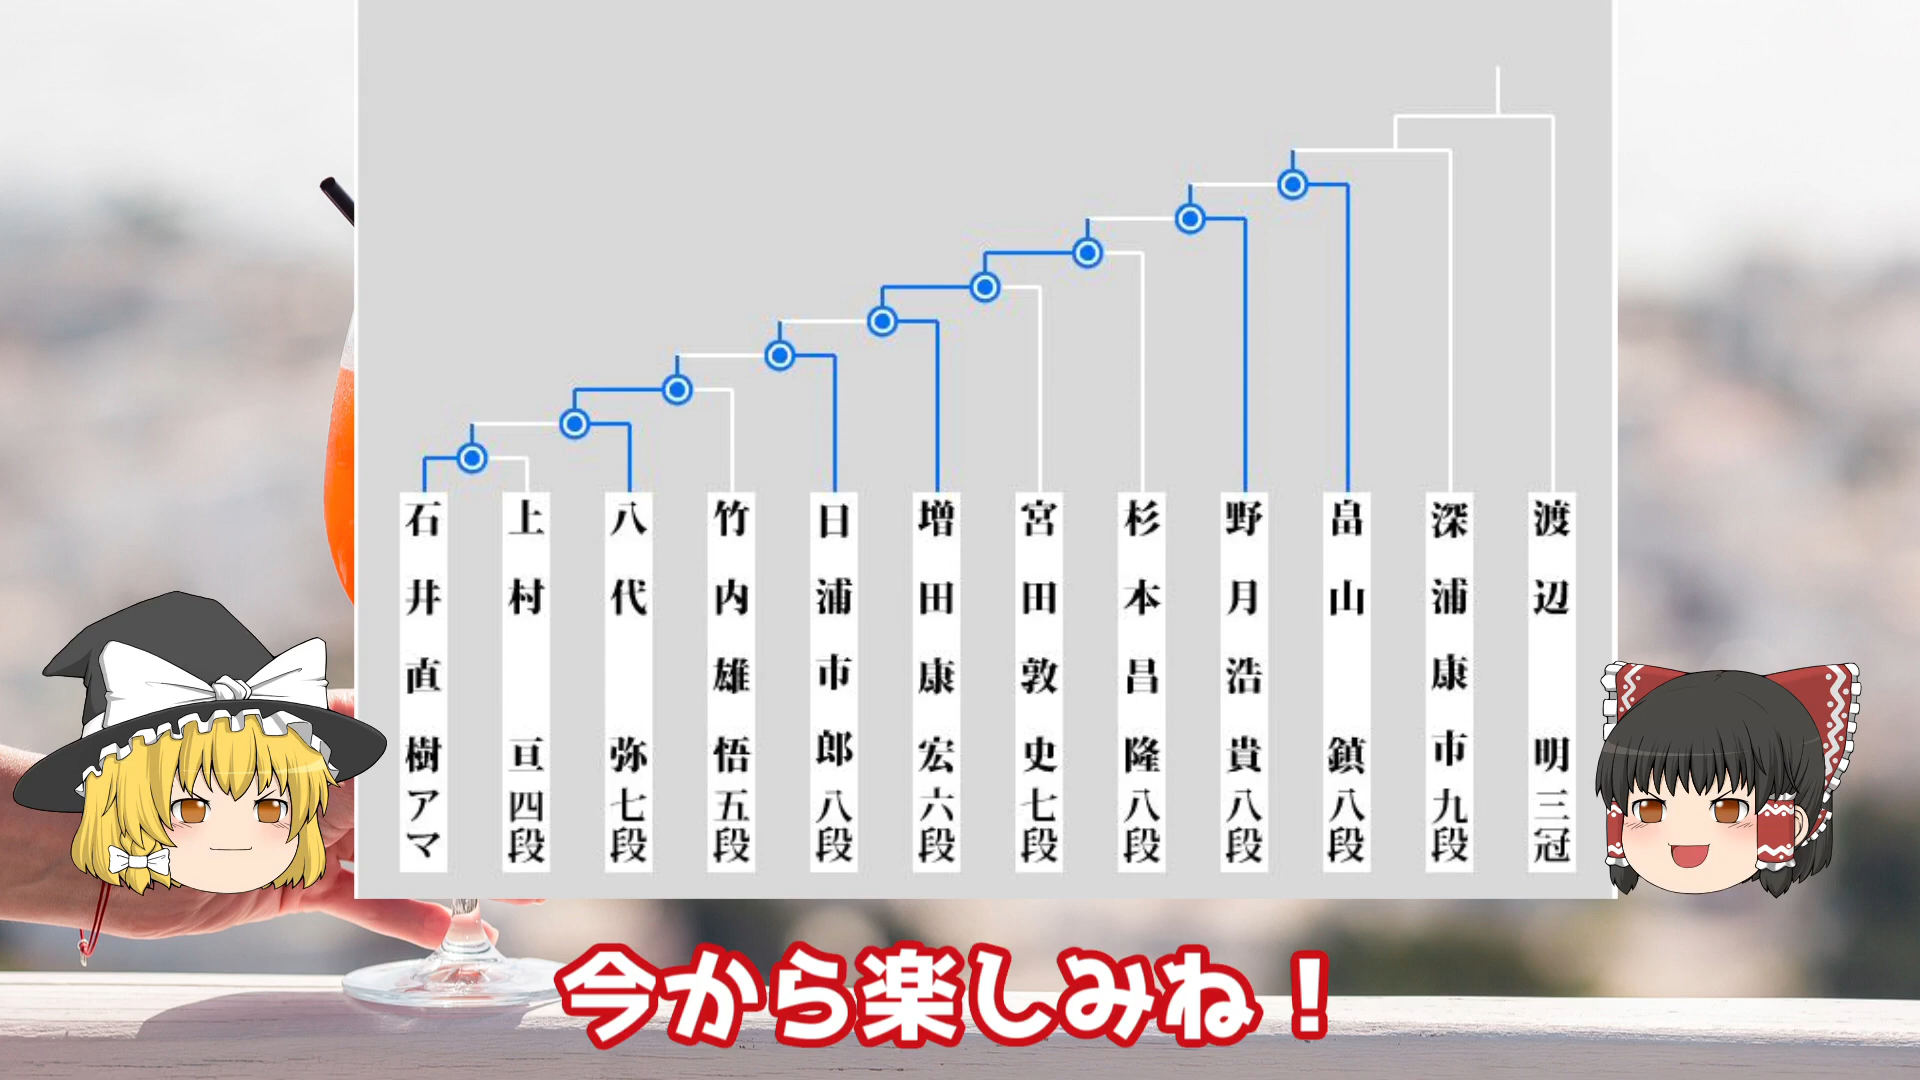 石井直樹アマ
上村亘四段
八代弥七段
竹内雄悟五段
日浦市郎八段
増田康宏六段
宮田敦史七段
杉本昌隆八段
野月浩貴八段
畠山鎮八段
深浦康市九段
渡辺明三冠
今から楽しみね！